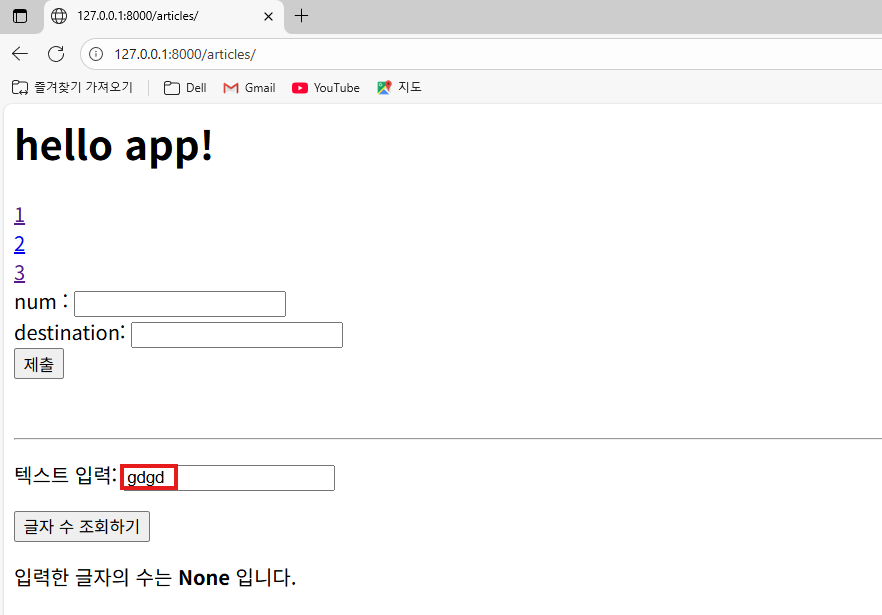 127.0.0.1:8000/articles/
127.0.0.1:8000/articles/
즐겨찾기 가져오기 Dell Gmail YouTube 지도
hello app!
1
2
3
num :
destination:
제출
텍스트 입력: gdgd
글자 수 조회하기
입력한 글자의 수는 None 입니다.